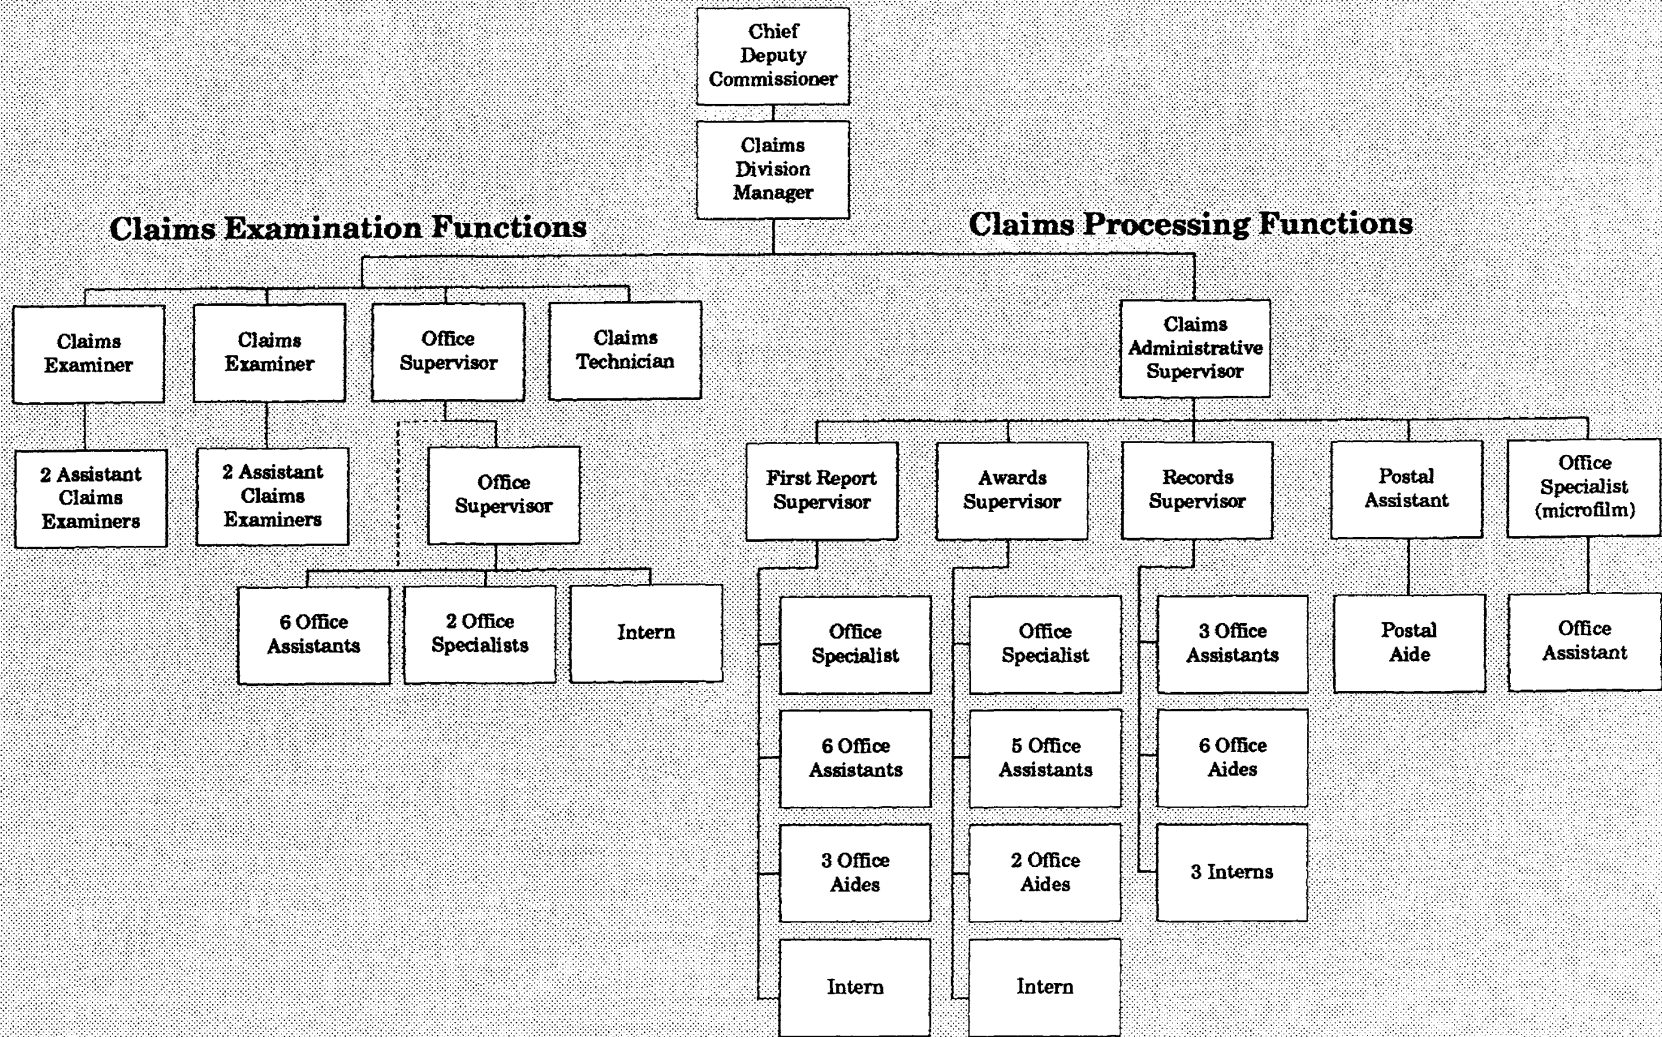 Chief
Deputy
Commissioner
Claims
Division
Manager
Claims Examination Functions
Claims Processing Functions
Claims
Examiner
Claims
Examiner
Office
Supervisor
Claims
Technician
Claims
Administrative
Supervisor
2 Assistant
Claims
Examiners
2 Assistant
Claims
Examiners
Office
Supervisor
First Report
Supervisor
Awards
Supervisor
Records
Supervisor
Postal
Assistant
Office
Specialist
(microfilm)
6 Office
Assistants
2 Office
Specialists
Intern
Office
Specialist
Office
Specialist
3 Office
Assistants
Postal
Aide
Office
Assistant
6 Office
Assistants
5 Office
Assistants
6 Office
Aides
3 Office
Aides
2 Office
Aides
3 Interns
Intern
Intern